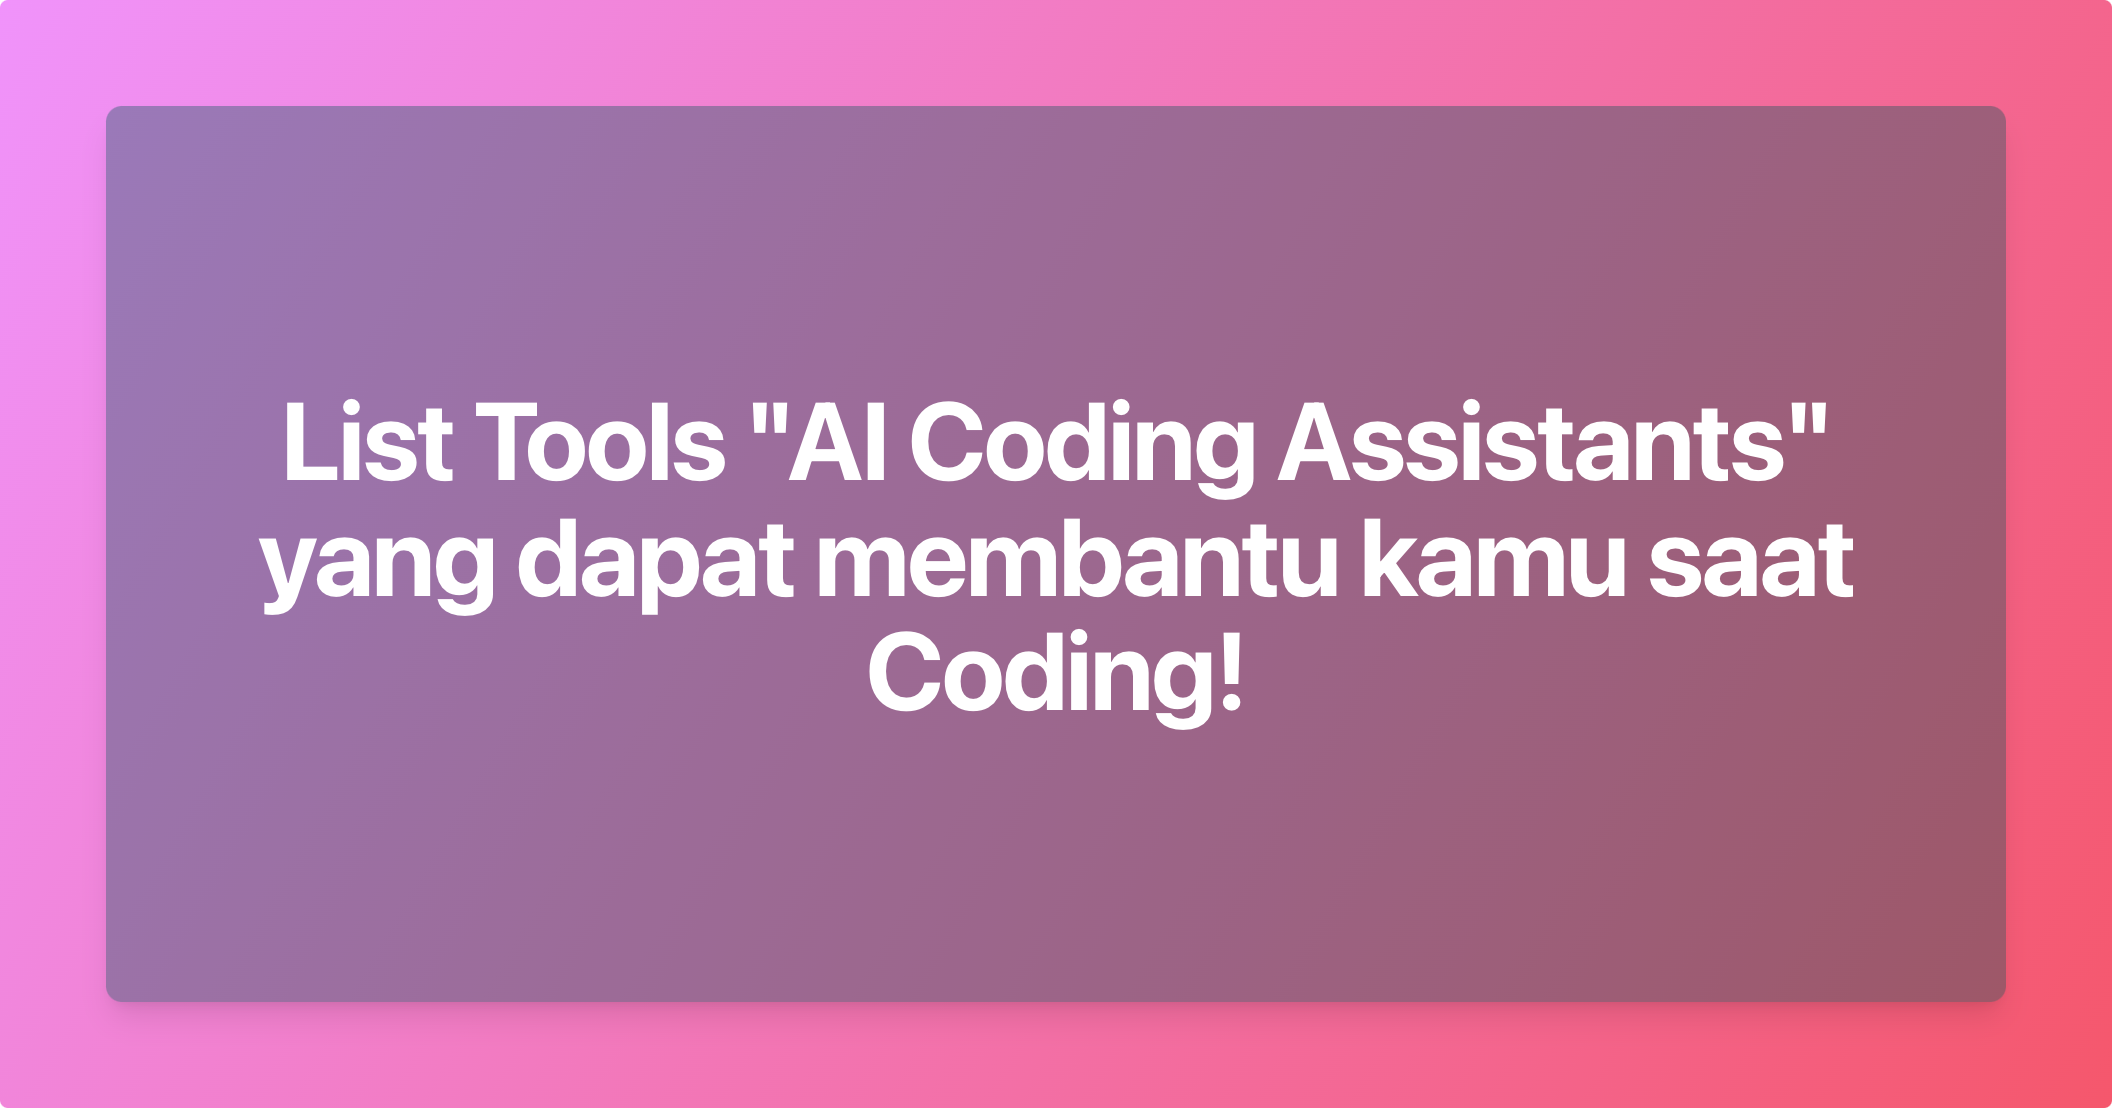 List Tools "AI Coding Assistants"
yang dapat membantu kamu saat
Coding!